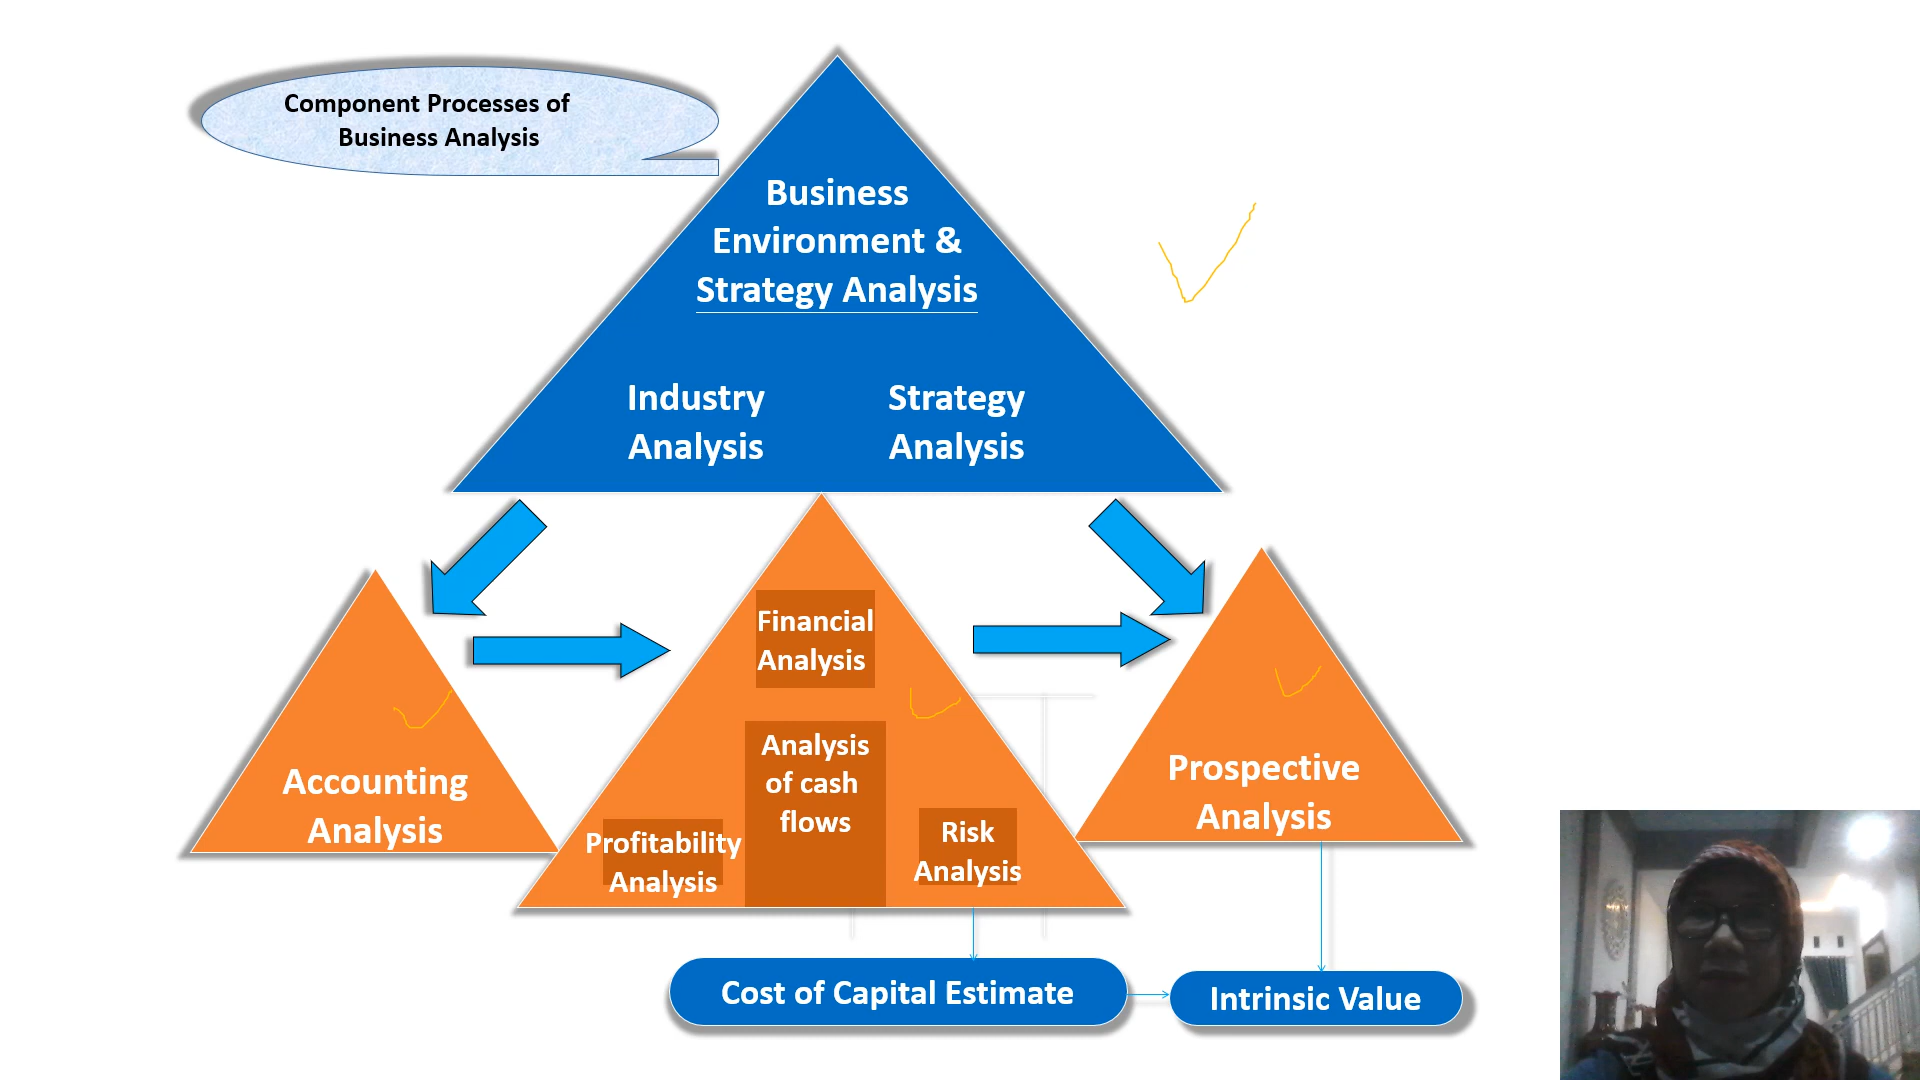 Component Processes of
Business Analysis
Business
Environment &
Strategy Analysis
Industry
Analysis
Strategy
Analysis
Financial
Analysis
Analysis
of cash
flows
Profitability
Analysis
Risk
Analysis
Accounting
Analysis
Prospective
Analysis
Cost of Capital Estimate
Intrinsic Value